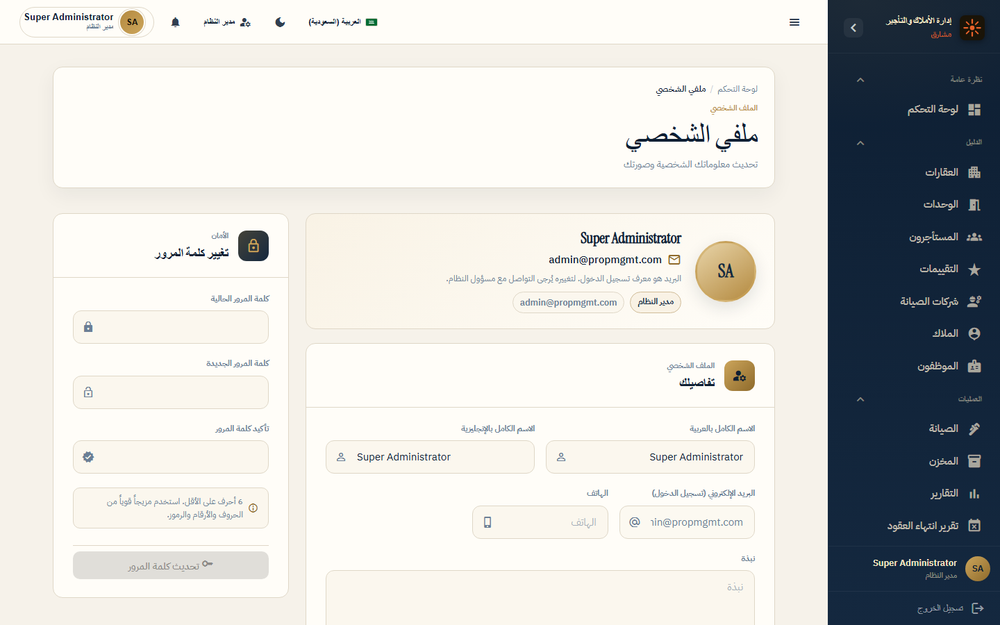 إدارة الأملاك والتأجير
مشارق
نظرة عامة
لوحة التحكم
الدليل
العقارات
الوحدات
المستأجرون
التقييمات
شركات الصيانة
الملاك
الموظفون
العمليات
الصيانة
المخزن
التقارير
تقرير انتهاء العقود
SA
Super Administrator
مدير النظام
تسجيل الخروج
العربية (السعودية)
مدير النظام
SA
Super Administrator
مدير النظام
لوحة التحكم / ملفي الشخصي
الملف الشخصي
ملفي الشخصي
تحديث معلوماتك الشخصية وصورتك
SA
Super Administrator
admin@propmgmt.com
البريد هو معرف تسجيل الدخول. لتغييره يُرجى التواصل مع مسؤول النظام.
مدير النظام
admin@propmgmt.com
الملف الشخصي
تفاصيلك
الاسم الكامل بالعربية
Super Administrator
الاسم الكامل بالإنجليزية
Super Administrator
البريد الإلكتروني (تسجيل الدخول)
min@propmgmt.com
الهاتف
الهاتف
نبذة
نبذة
الأمان
تغيير كلمة المرور
كلمة المرور الحالية
كلمة المرور الجديدة
تأكيد كلمة المرور
6 أحرف على الأقل. استخدم مزيجاً قوياً من
الحروف والأرقام والرموز.
تحديث كلمة المرور